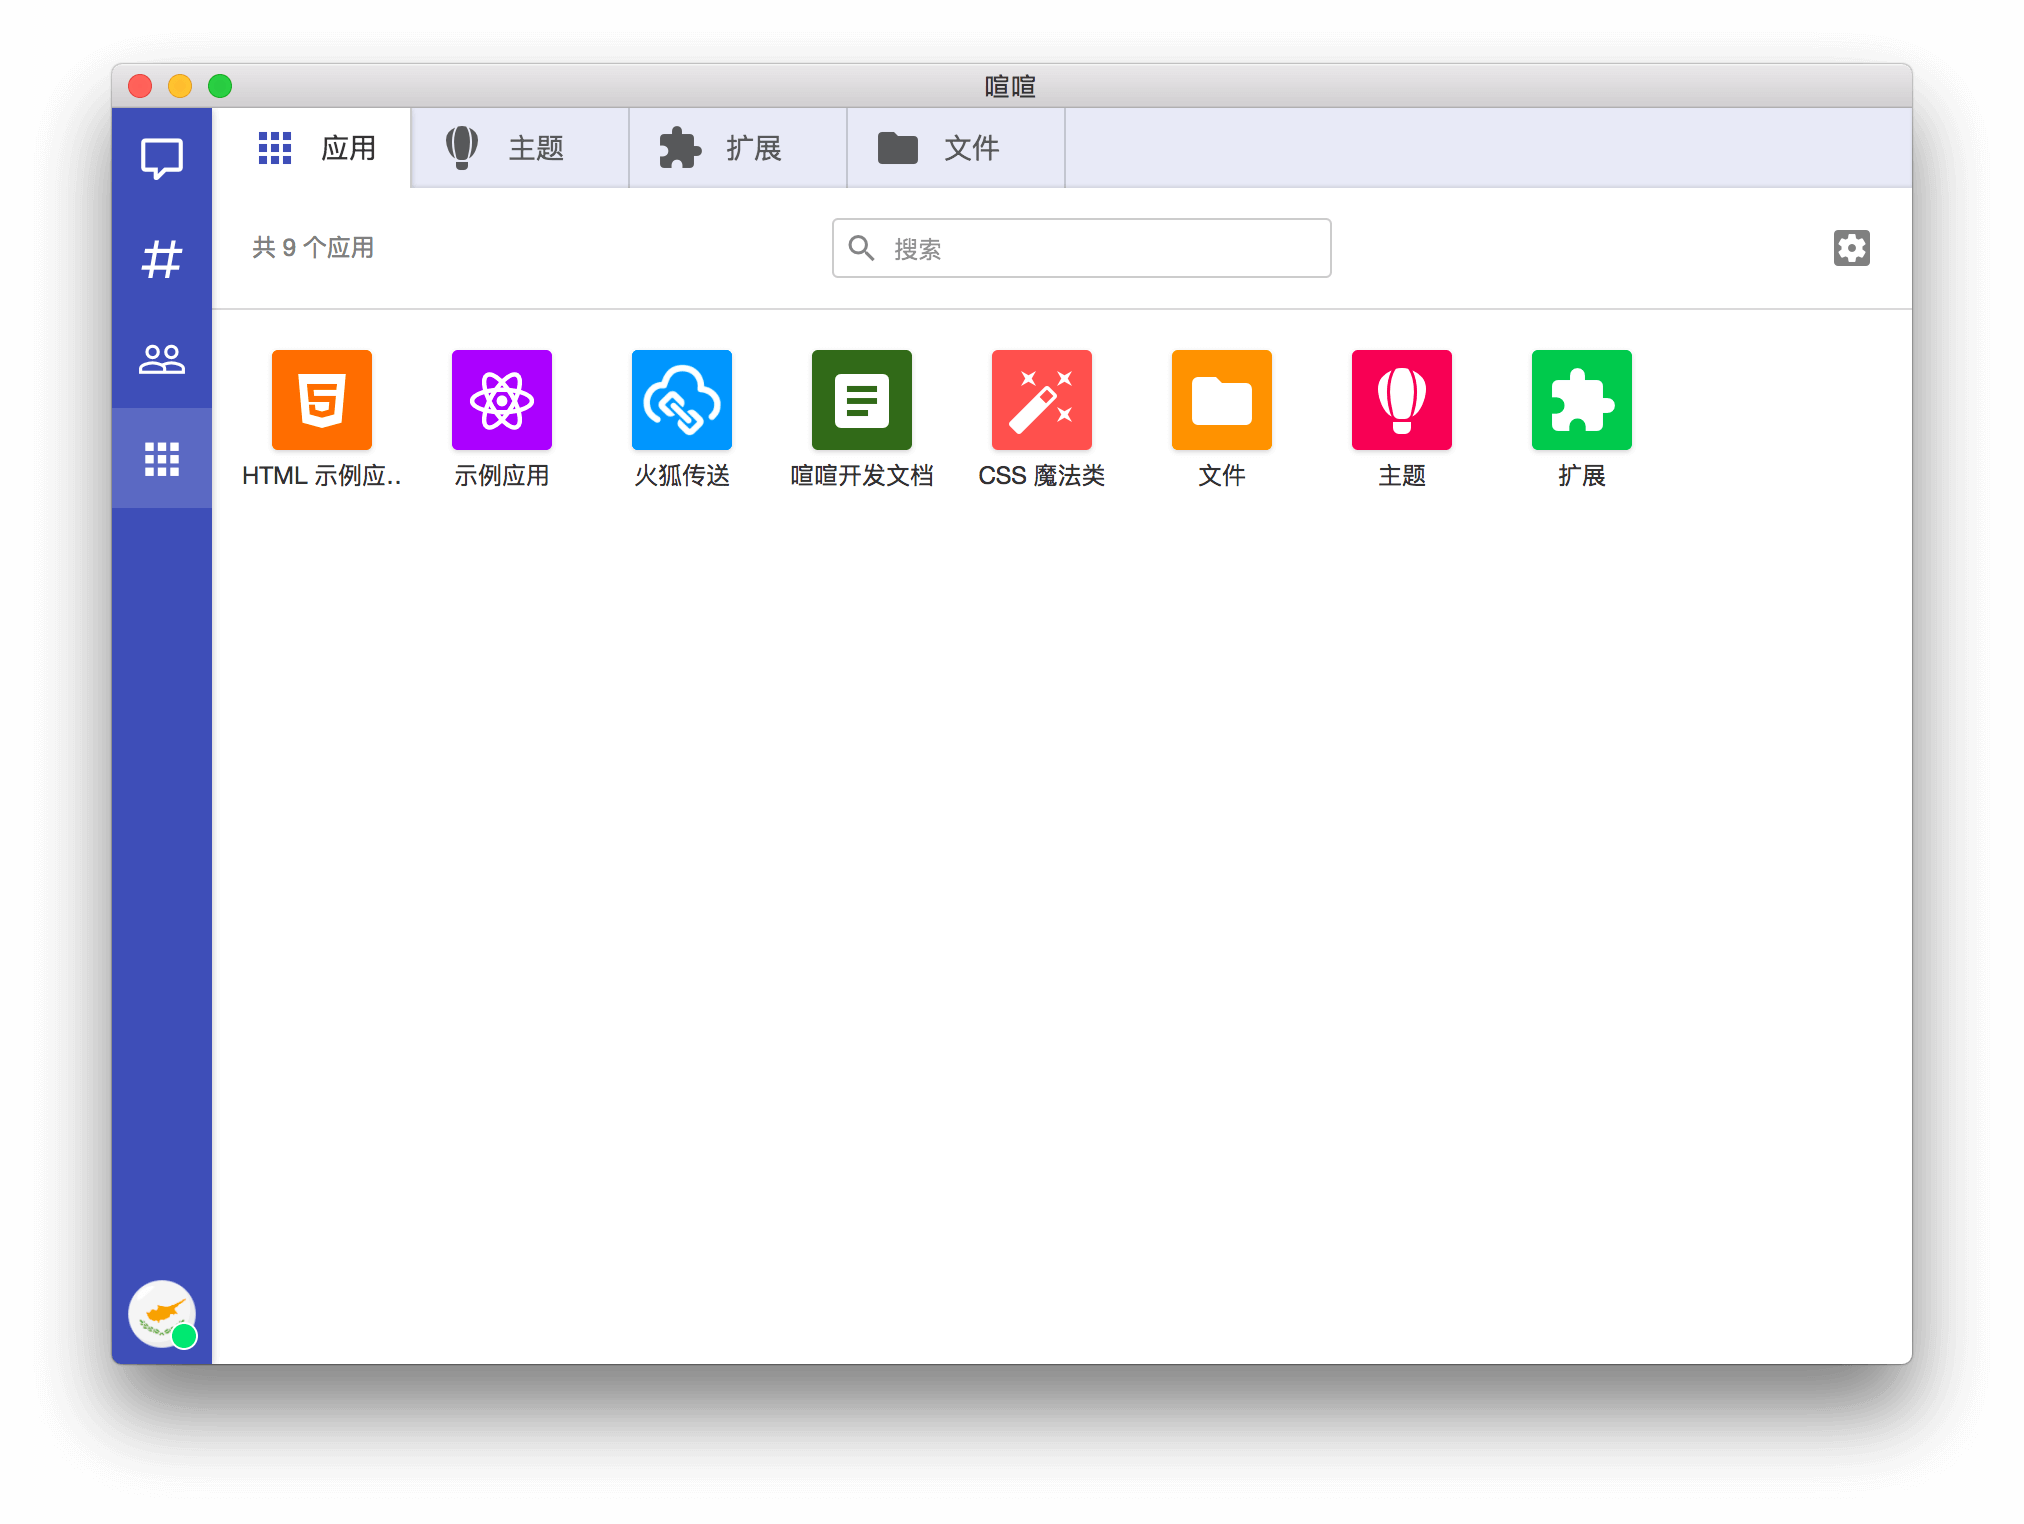 喧喧
应用
主题
扩展
文件
共 9 个应用
搜索
HTML 示例应..
示例应用
火狐传送
喧喧开发文档
CSS 魔法类
文件
主题
扩展